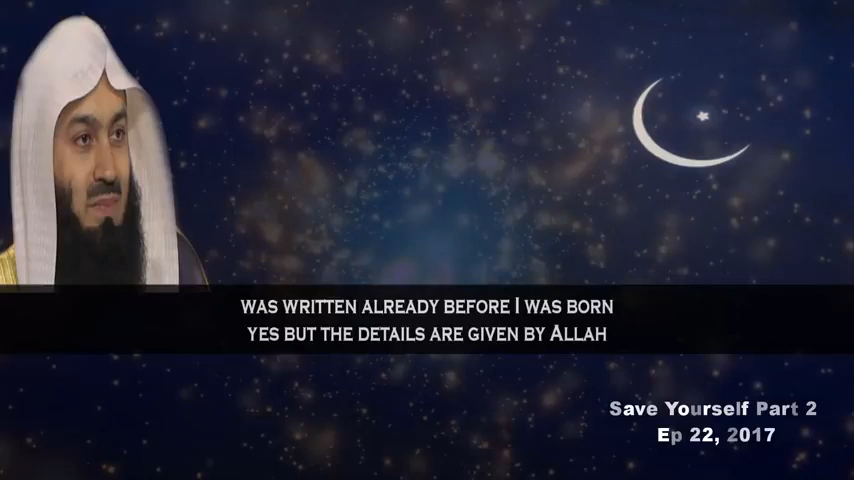 WAS WRITTEN ALREADY BEFORE I WAS BORN
YES BUT THE DETAILS ARE GIVEN BY ALLAH
Save Yourself Part 2
Ep 22, 2017